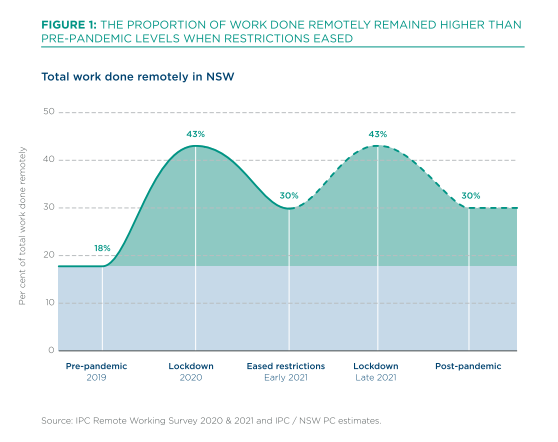 FIGURE 1: THE PROPORTION OF WORK DONE REMOTELY REMAINED HIGHER THAN
PRE-PANDEMIC LEVELS WHEN RESTRICTIONS EASED
Total work done remotely in NSW
Per cent of total work done remotely
50
40
30
20
10
0
18%
43%
30%
43%
30%
Pre-pandemic
2019
Lockdown
2020
Eased restrictions
Early 2021
Lockdown
Late 2021
Post-pandemic
Source: IPC Remote Working Survey 2020 & 2021 and IPC / NSW PC estimates.